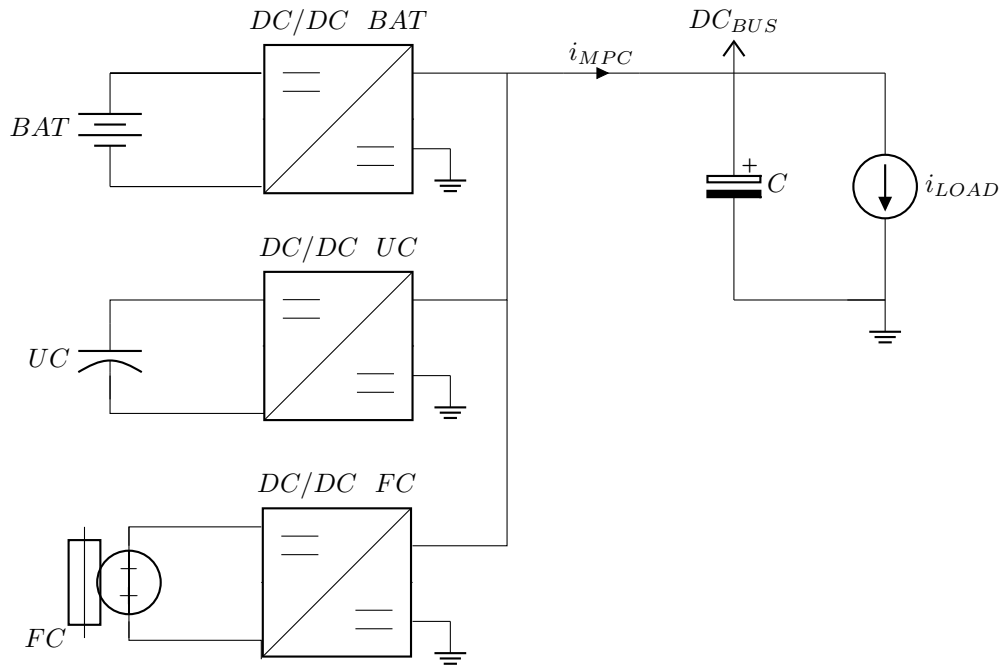 DC/DC BAT
DC_BUS
i_MPC
BAT
+
C
i_LOAD
DC/DC UC
UC
DC/DC FC
FC